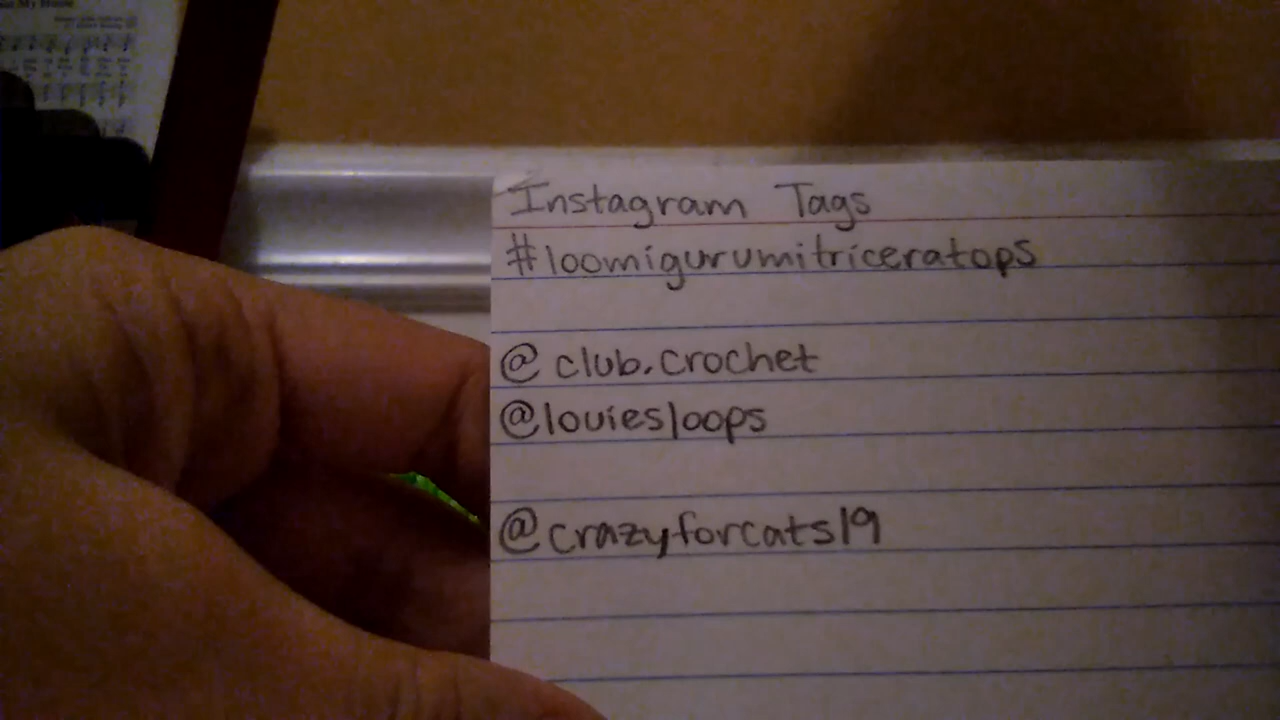 Instagram Tags
#loomigurumitriceratops
@club.crochet
@louiesloops
@crazyforcats19